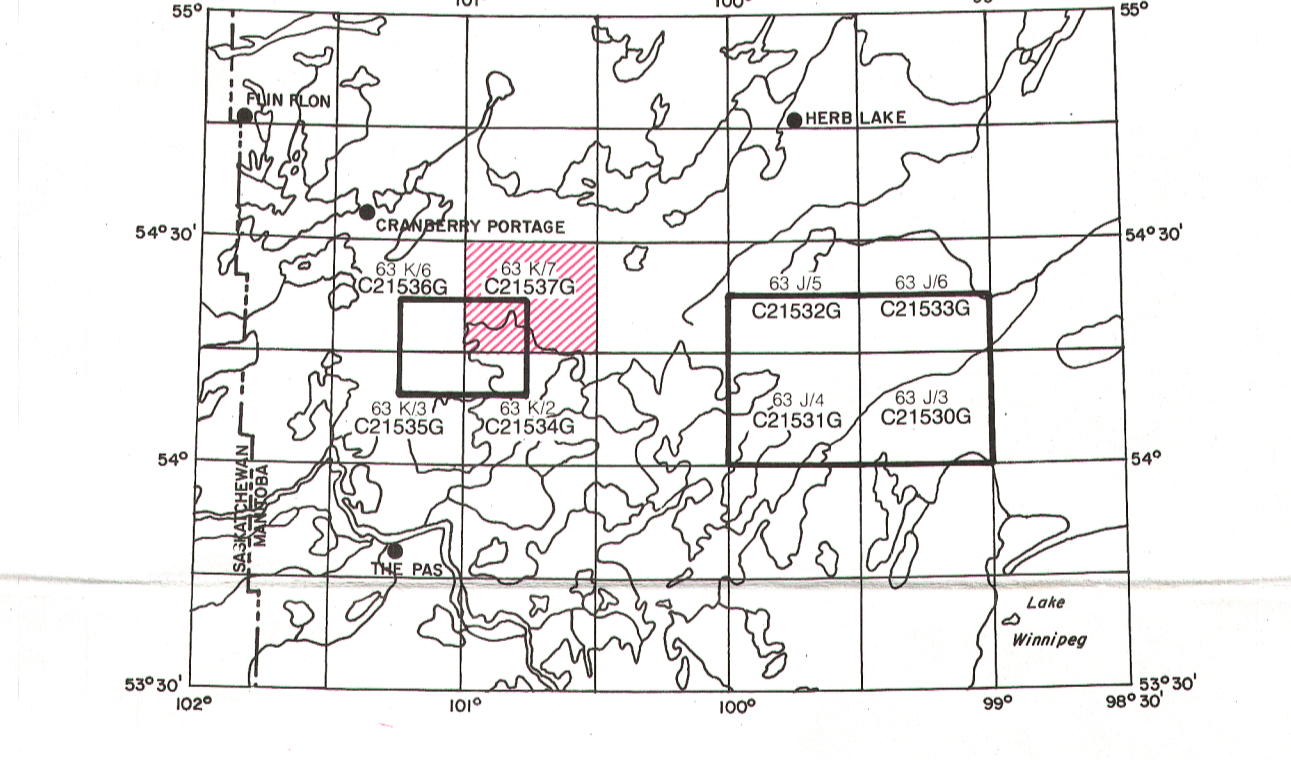 55°
101°
100°
55°
FLIN FLON
HERB LAKE
CRANBERRY PORTAGE
54°30'
54°30'
63 K/6
C21536G
63 K/7
C21537G
63 J/5
C21532G
63 J/6
C21533G
63 K/3
C21535G
63 K/2
C21534G
63 J/4
C21531G
63 J/3
C21530G
54°
54°
SASKATCHEWAN
MANITOBA
THE PAS
Lake
Winnipeg
53°30'
53°30'
102°
101°
100°
99°
98°30'